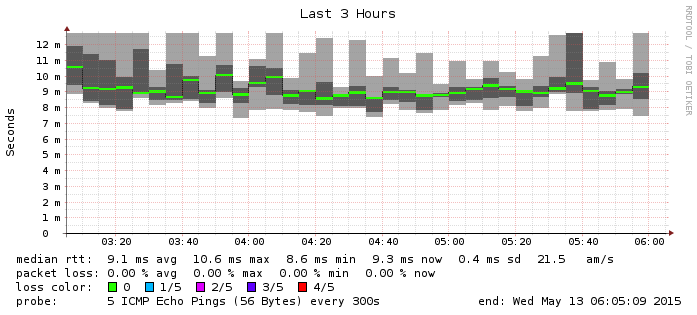 Last 3 Hours
RRDTOOL / TOBI OETIKER
Seconds
12 m
11 m
10 m
9 m
8 m
7 m
6 m
5 m
4 m
3 m
2 m
1 m
0
03:20 03:40 04:00 04:20 04:40 05:00 05:20 05:40 06:00
median rtt: 9.1 ms avg 10.6 ms max 8.6 ms min 9.3 ms now 0.4 ms sd 21.5 am/s
packet loss: 0.00 % avg 0.00 % max 0.00 % min 0.00 % now
loss color: 0 1/5 2/5 3/5 4/5
probe: 5 ICMP Echo Pings (56 Bytes) every 300s end: Wed May 13 06:05:09 2015